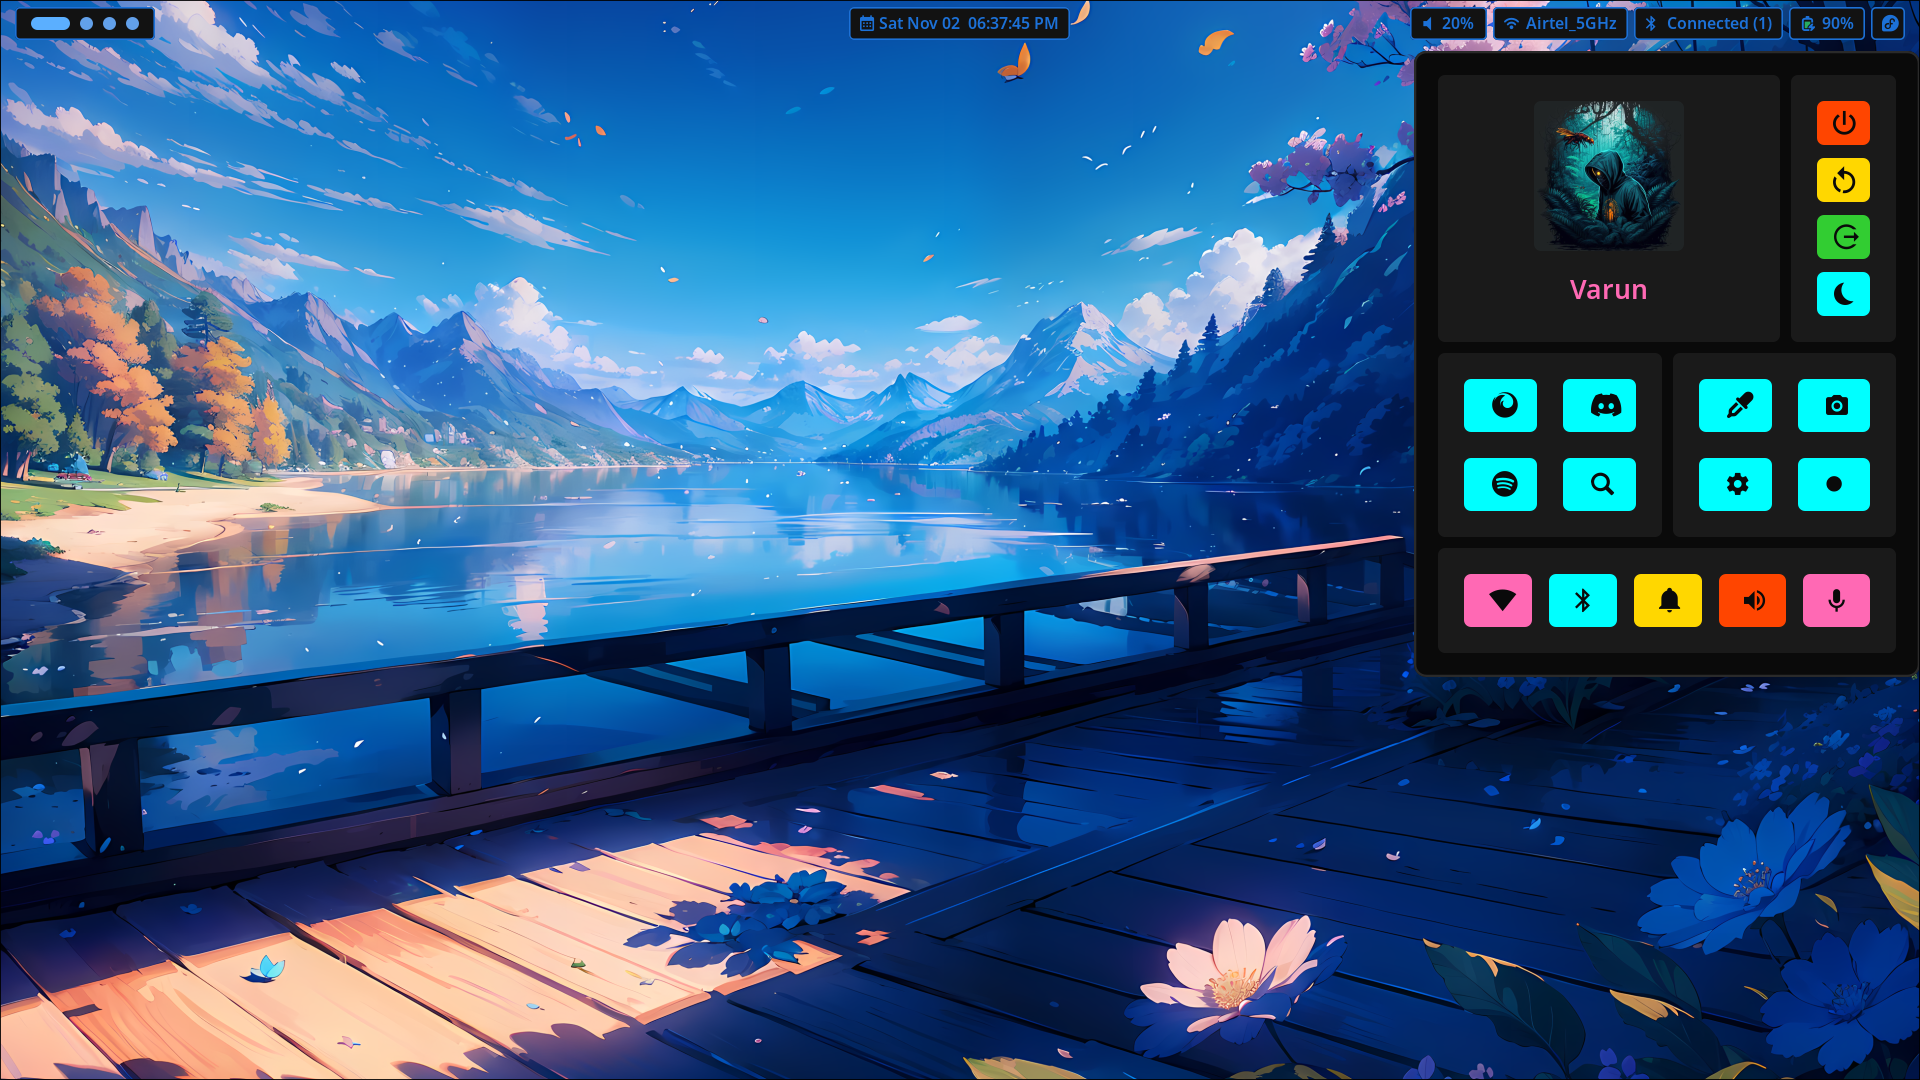 Sat Nov 02 06:37:45 PM
20%
Airtel_5GHz
Connected (1)
90%
Varun